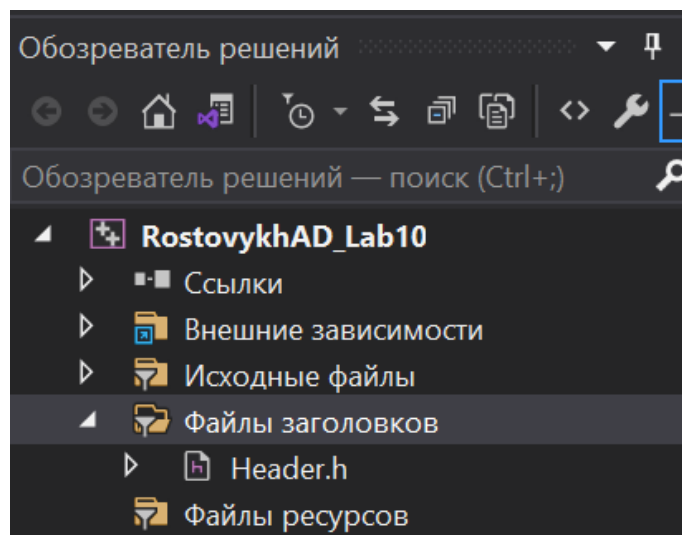 Обозреватель решений
Обозреватель решений — поиск (Ctrl+;)
RostovykhAD_Lab10
Ссылки
Внешние зависимости
Исходные файлы
Файлы заголовков
Header.h
Файлы ресурсов